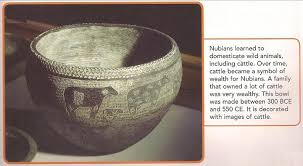 Nubians learned to
domesticate wild animals,
including cattle. Over time,
cattle became a symbol of
wealth for Nubians. A family
that owned a lot of cattle
was very wealthy. This bowl
was made between 300 BCE
and 550 CE. It is decorated
with images of cattle.